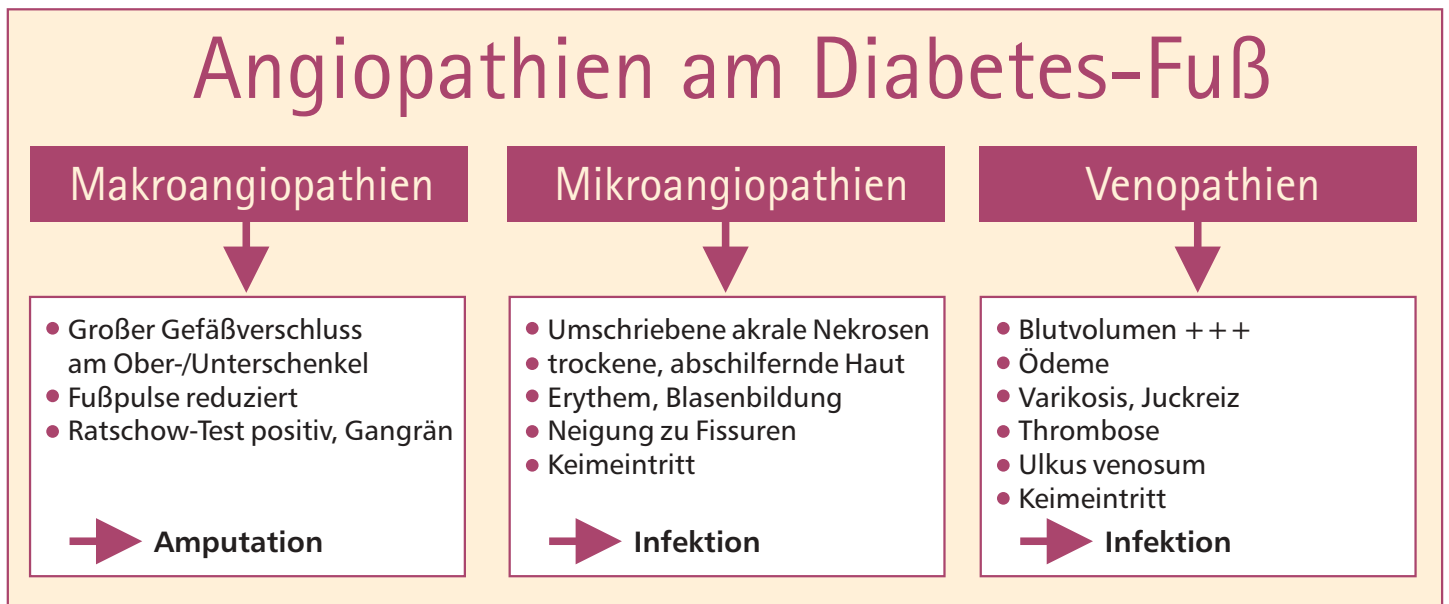 Angiopathien am Diabetes-Fuß
Makroangiopathien
Großer Gefäßverschluss
am Ober-/Unterschenkel
Fußpulse reduziert
Ratschow-Test positiv, Gangrän
Amputation
Mikroangiopathien
Umschriebene akrale Nekrosen
trockene, abschilfernde Haut
Erythem, Blasenbildung
Neigung zu Fissuren
Keimeintritt
Infektion
Venopathien
Blutvolumen +++
Ödeme
Varikosis, Juckreiz
Thrombose
Ulkus venosum
Keimeintritt
Infektion